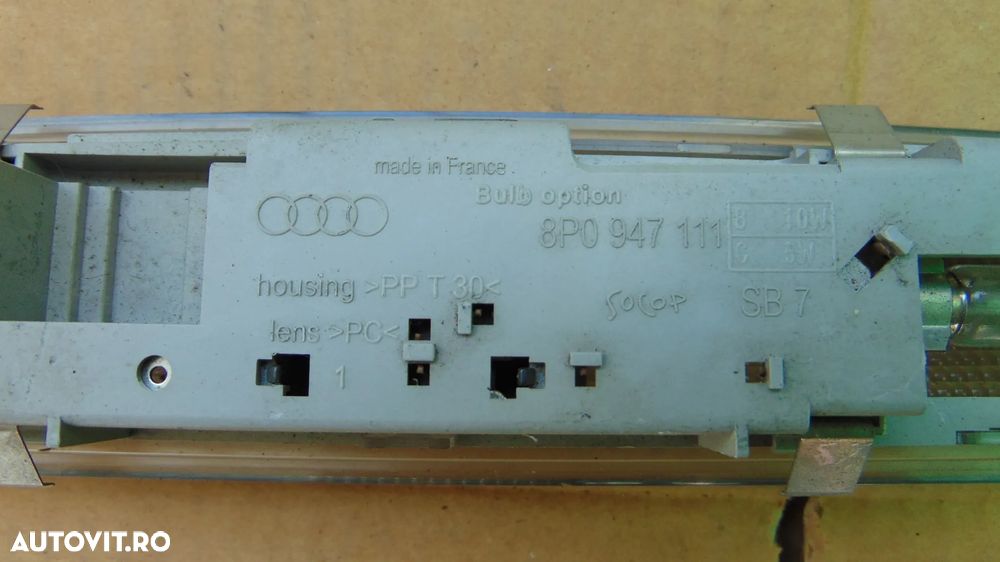 made in France
Bulb option
8P0 947 111
B 10W
C 5W
housing >PP T 30<
SOCOP SB 7
lens >PC<
1
AUTOVIT.RO